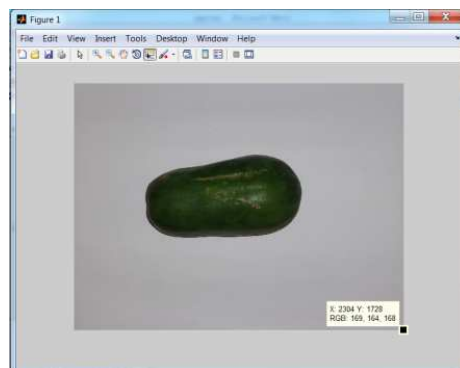 Figure 1
File Edit View Insert Tools Desktop Window Help
X: 2304 Y: 1728
RGB: 169, 164, 168